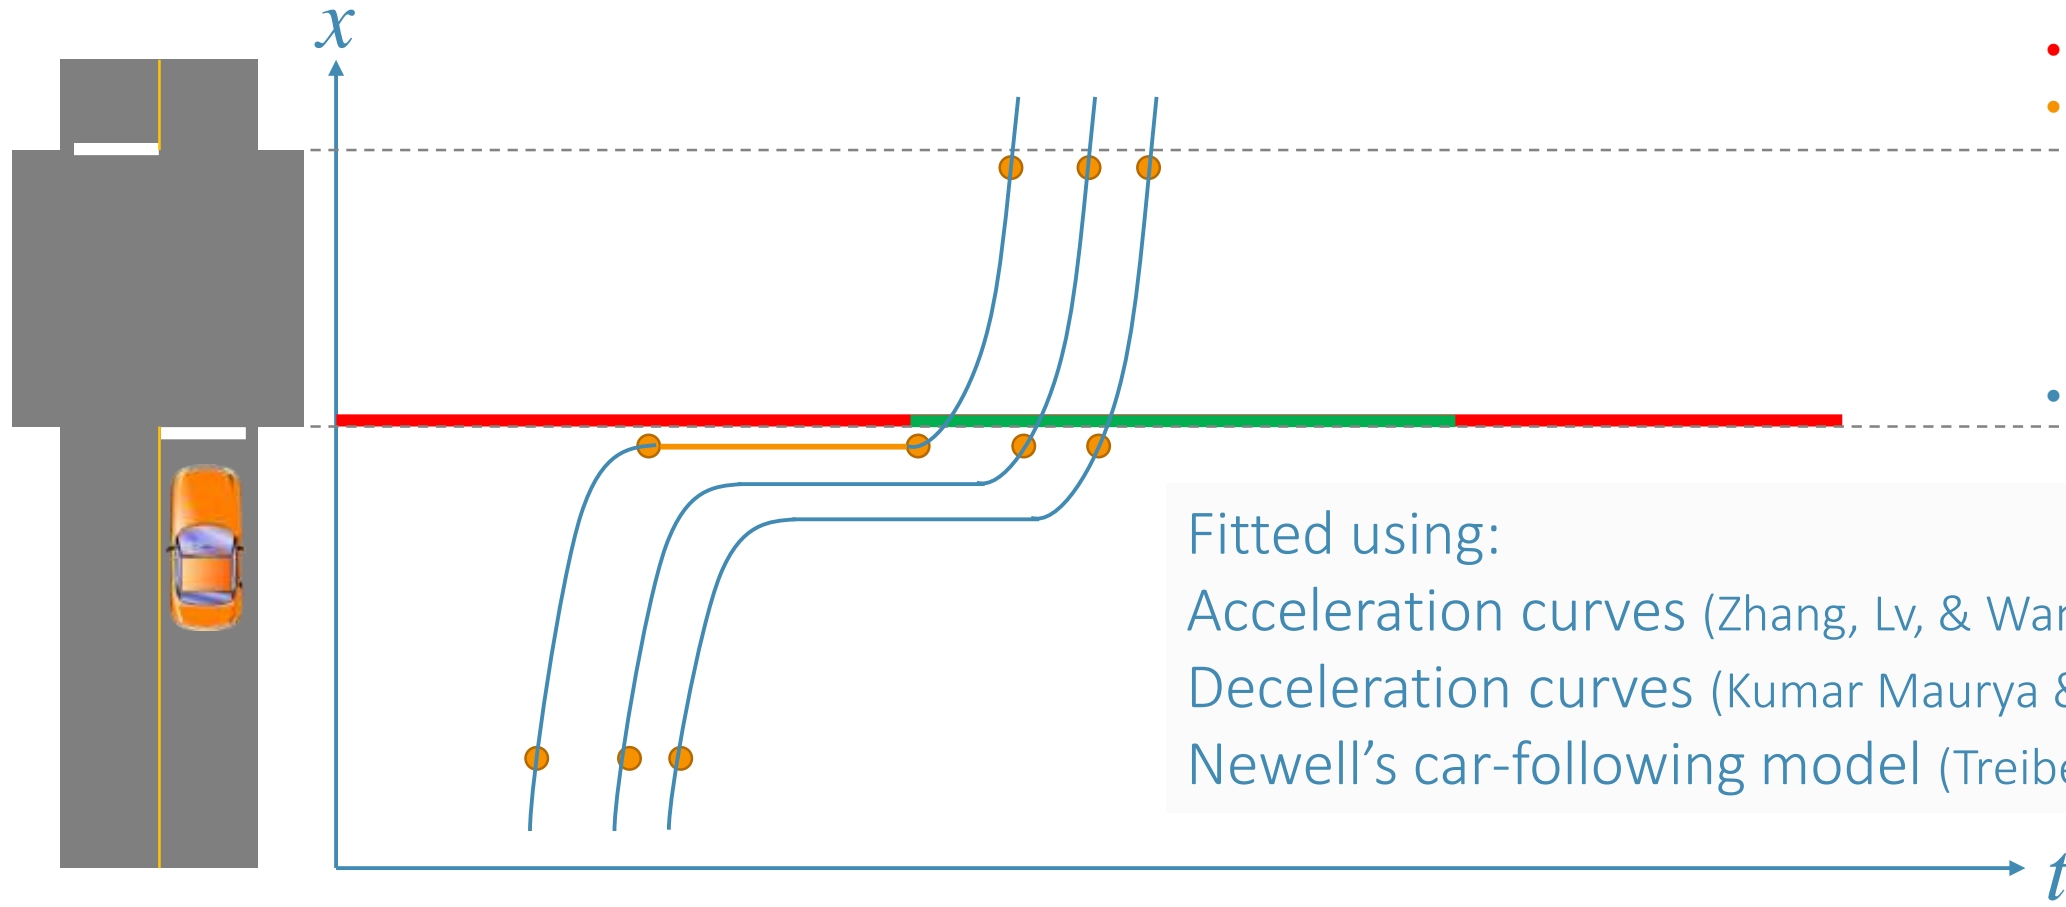 x
Fitted using:
Acceleration curves (Zhang, Lv, &
Deceleration curves (Kumar Maurya &
Newell’s car-following model
t